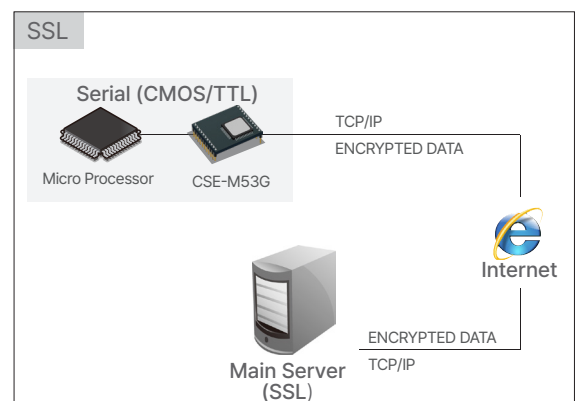 SSL
Serial (CMOS/TTL)
Micro Processor
CSE-M53G
TCP/IP
ENCRYPTED DATA
Internet
ENCRYPTED DATA
TCP/IP
Main Server
(SSL)